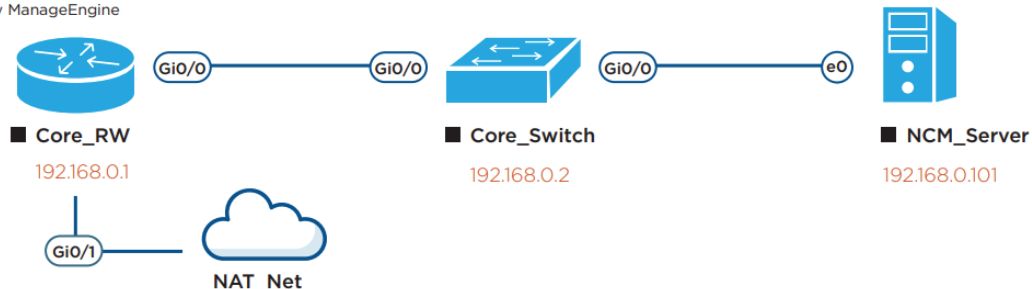 ManageEngine
Gi0/0 Gi0/0 Gi0/0 e0
Core_RW Core_Switch NCM_Server
192.168.0.1 192.168.0.2 192.168.0.101
Gi0/1
NAT Net